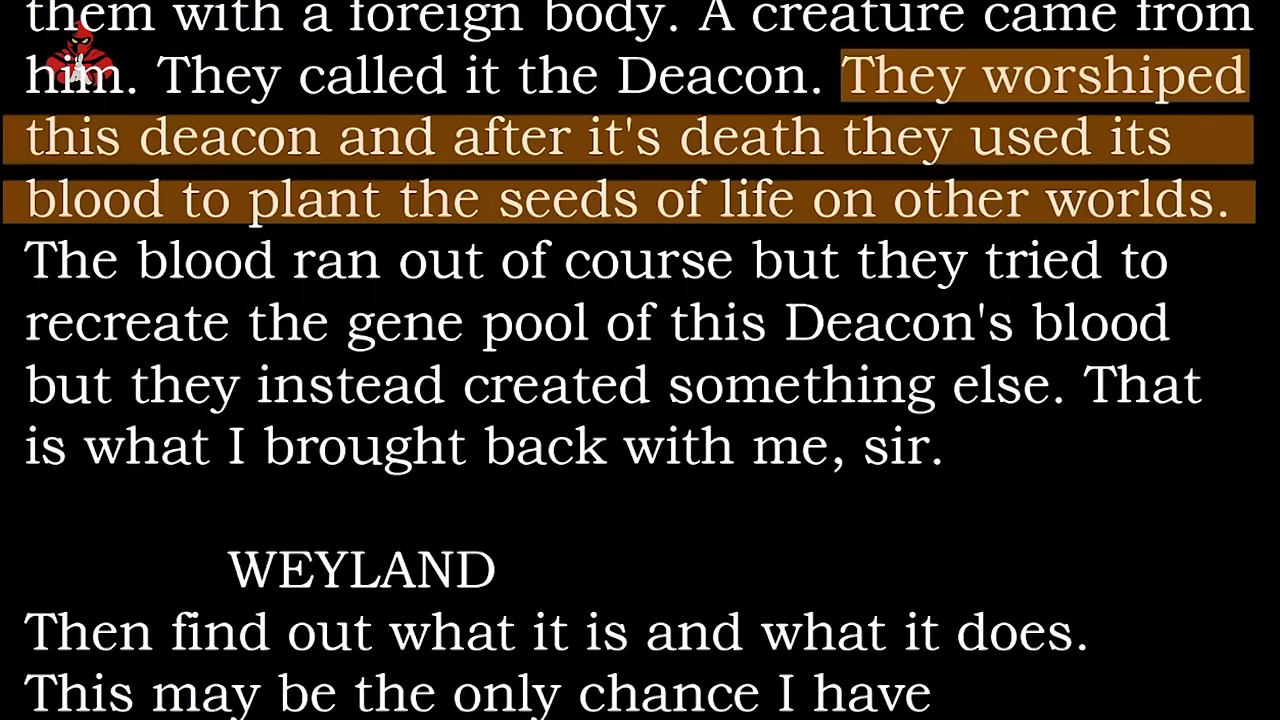 them with a foreign body. A creature came from
him. They called it the Deacon. They worshiped
this deacon and after it's death they used its
blood to plant the seeds of life on other worlds.
The blood ran out of course but they tried to
recreate the gene pool of this Deacon's blood
but they instead created something else. That
is what I brought back with me, sir.
WEYLAND
Then find out what it is and what it does.
This may be the only chance I have